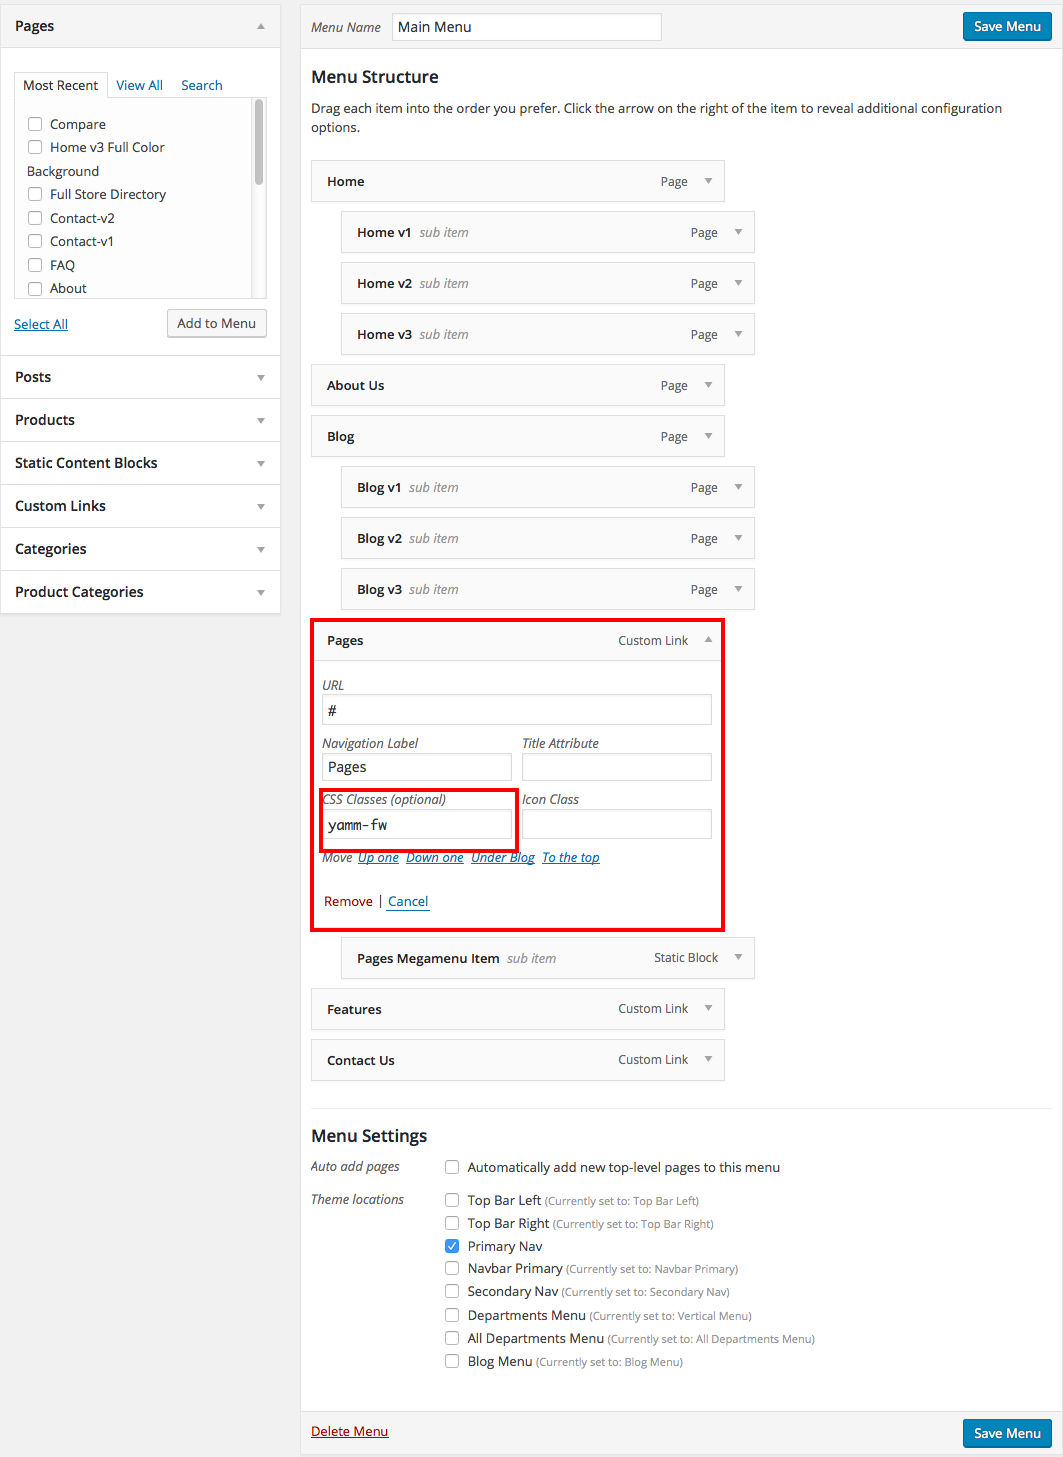 Pages
Most Recent View All Search
Compare
Home v3 Full Color
Background
Full Store Directory
Contact-v2
Contact-v1
FAQ
About
Select All Add to Menu
Posts
Products
Static Content Blocks
Custom Links
Categories
Product Categories
Menu Name Main Menu Save Menu
Menu Structure
Drag each item into the order you prefer. Click the arrow on the right of the item to reveal additional configuration
options.
Home Page
Home v1 sub item Page
Home v2 sub item Page
Home v3 sub item Page
About Us Page
Blog Page
Blog v1 sub item Page
Blog v2 sub item Page
Blog v3 sub item Page
Pages Custom Link
URL
#
Navigation Label Title Attribute
Pages
CSS Classes (optional) Icon Class
yamm-fw
Move Up one Down one Under Blog To the top
Remove | Cancel
Pages Megamenu Item sub item Static Block
Features Custom Link
Contact Us Custom Link
Menu Settings
Auto add pages Automatically add new top-level pages to this menu
Theme locations Top Bar Left (Currently set to: Top Bar Left)
Top Bar Right (Currently set to: Top Bar Right)
Primary Nav
Navbar Primary (Currently set to: Navbar Primary)
Secondary Nav (Currently set to: Secondary Nav)
Departments Menu (Currently set to: Vertical Menu)
All Departments Menu (Currently set to: All Departments Menu)
Blog Menu (Currently set to: Blog Menu)
Delete Menu Save Menu